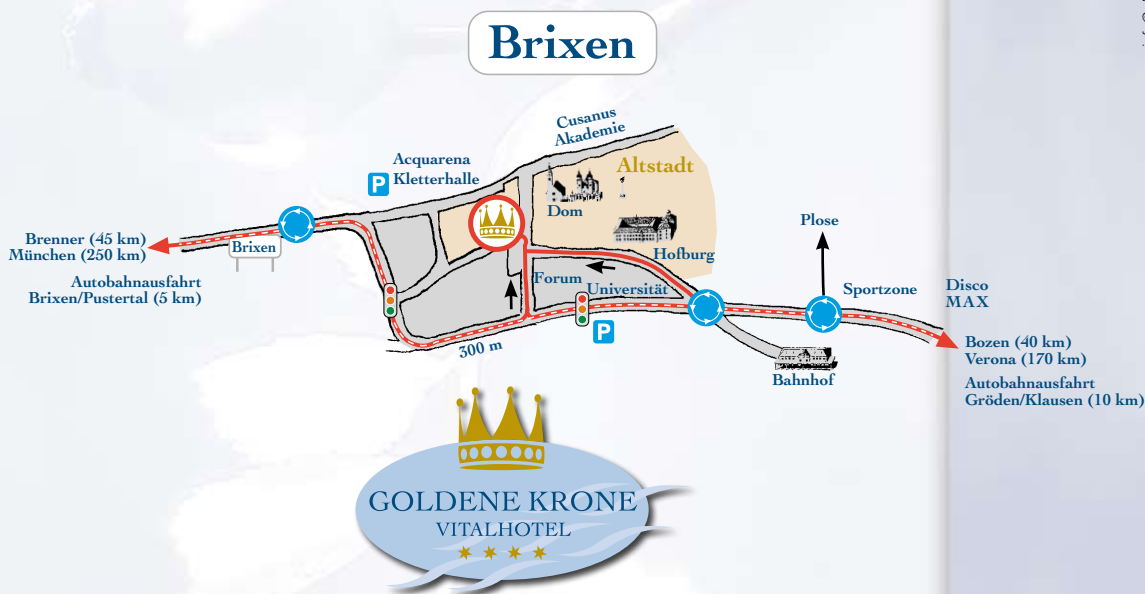 Brixen
Cusanus
Akademie
Acquarena
Kletterhalle
P
Altstadt
Dom
Hofburg
Plose
Brenner (45 km)
München (250 km)
Brixen
Autobahnausfahrt
Brixen/Pustertal (5 km)
Forum
Universität
Sportzone
Disco
MAX
P
300 m
Bahnhof
Bozen (40 km)
Verona (170 km)
Autobahnausfahrt
Gröden/Klausen (10 km)
GOLDENE KRONE
VITALHOTEL